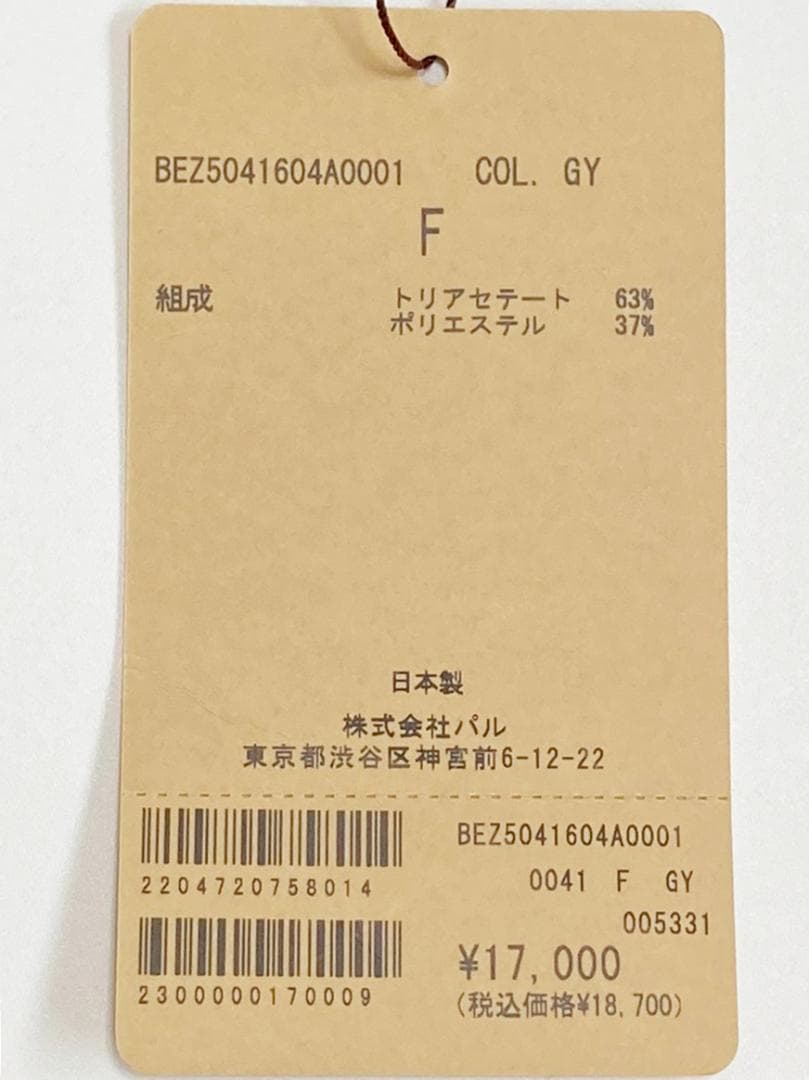 BEZ5041604A0001 COL. GY
F
組成 トリアセテート 63%
ポリエステル 37%
日本製
株式会社パル
東京都渋谷区神宮前6-12-22
BEZ5041604A0001
2204720758014 0041 F GY
005331
¥17,000
2300000170009 (税込価格¥18,700)